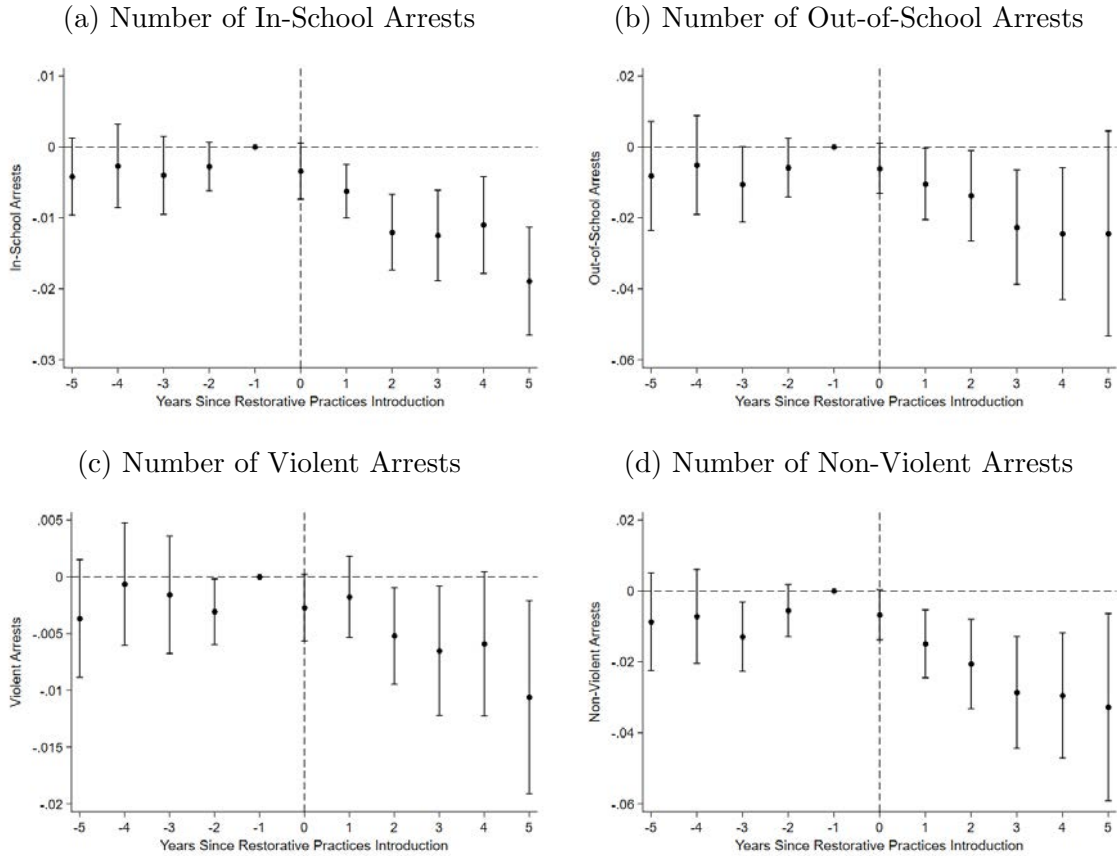 (a) Number of In-School Arrests
.01
0
-.01
-.02
-.03
In-School Arrests
-5 -4 -3 -2 -1 0 1 2 3 4 5
Years Since Restorative Practices Introduction
(b) Number of Out-of-School Arrests
.02
0
-.02
-.04
-.06
Out-of-School Arrests
-5 -4 -3 -2 -1 0 1 2 3 4 5
Years Since Restorative Practices Introduction
(c) Number of Violent Arrests
.005
0
-.005
-.01
-.015
-.02
Violent Arrests
-5 -4 -3 -2 -1 0 1 2 3 4 5
Years Since Restorative Practices Introduction
(d) Number of Non-Violent Arrests
.02
0
-.02
-.04
-.06
Non-Violent Arrests
-5 -4 -3 -2 -1 0 1 2 3 4 5
Years Since Restorative Practices Introduction